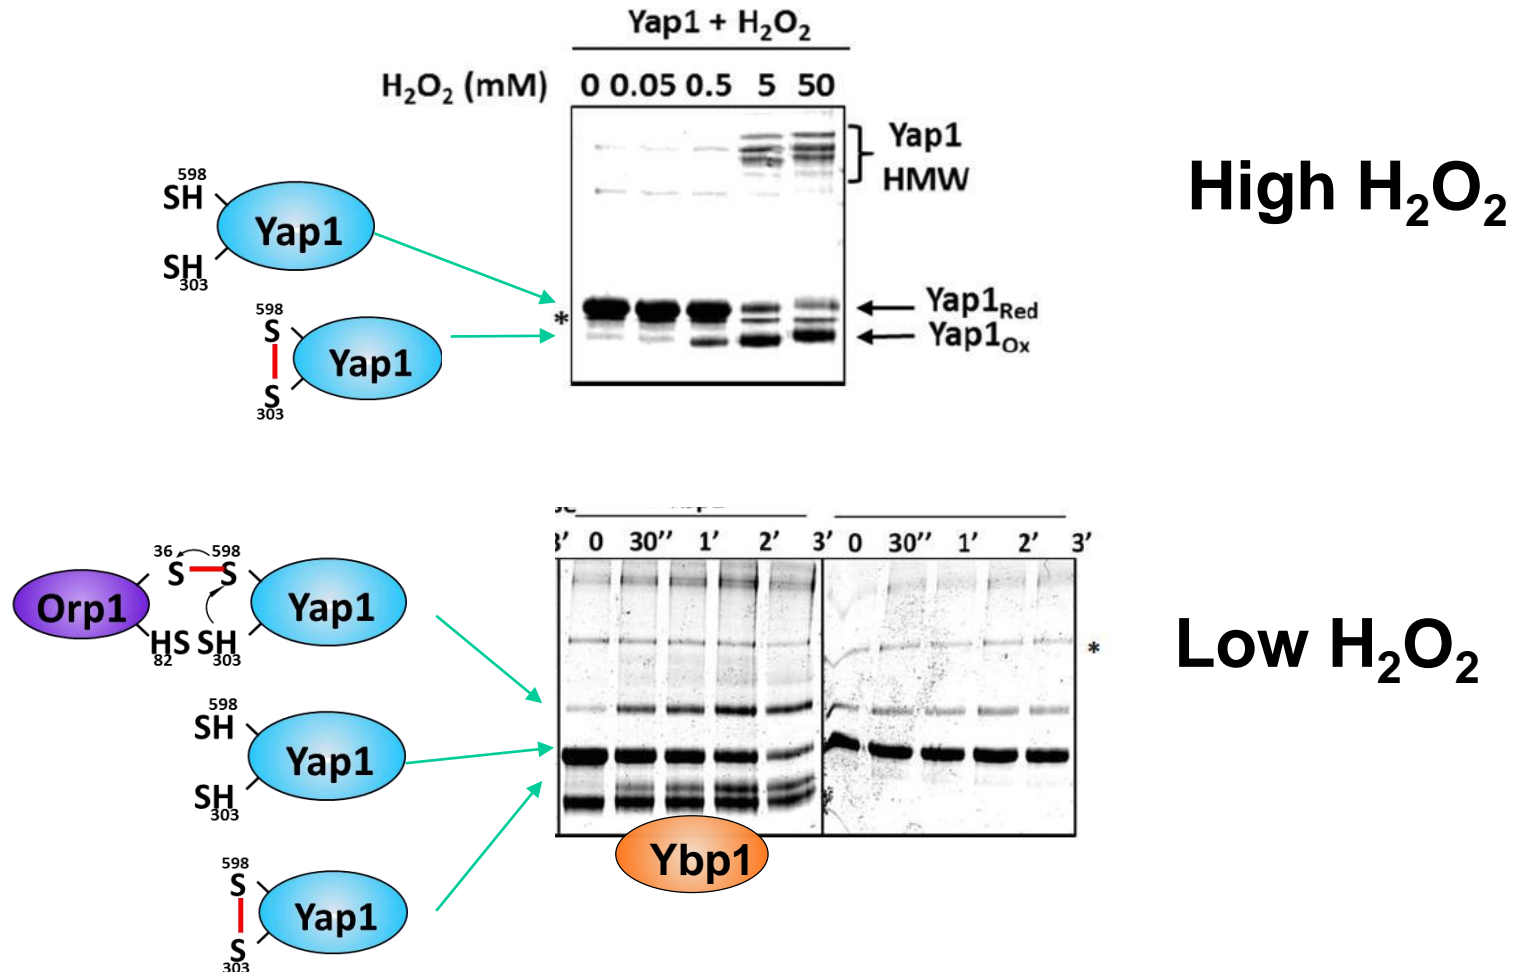 Yap1 + H₂O₂
H₂O₂ (mM) 0 0.05 0.5 5 50
Yap1
HMW
High H₂O₂
598
SH
Yap1
SH
303
Yap1Red
*
Yap1Ox
598
S
Yap1
S
303
3’ 0 30’’ 1’ 2’ 3’ 0 30’’ 1’ 2’ 3’
36 598
S S
Orp1 Yap1
HS SH
82 303
*
Low H₂O₂
598
SH
Yap1
SH
303
Ybp1
598
S
Yap1
S
303